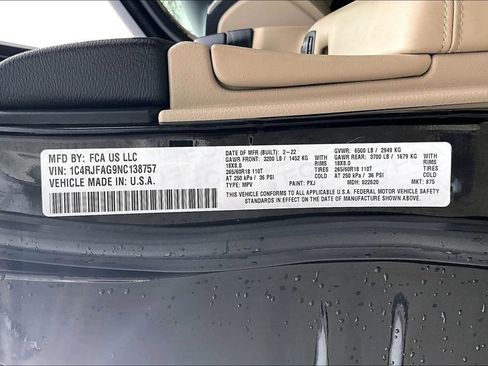 MFD BY: FCA US LLC
VIN: 1C4RJFAG9NC138757
VEHICLE MADE IN U.S.A.
DATE OF MFR (BUILT): 2-22 GVWR: 6500 LB / 2949 KG
GAWR FRONT: 3200 LB / 1452 KG WITH TIRES GAWR REAR: 3700 LB / 1679 KG WITH TIRES
18X8.0 RIMS 18X8.0 RIMS
265/60R18 110T 265/60R18 110T
AT 250 kPa / 36 PSI COLD AT 250 kPa / 36 PSI COLD
TYPE: MPV PAINT: PXJ MDH: 022620 MKT: 875
THIS VEHICLE CONFORMS TO ALL APPLICABLE U.S.A. FEDERAL MOTOR VEHICLE
SAFETY STANDARDS IN EFFECT ON THE DATE OF MANUFACTURE SHOWN ABOVE.